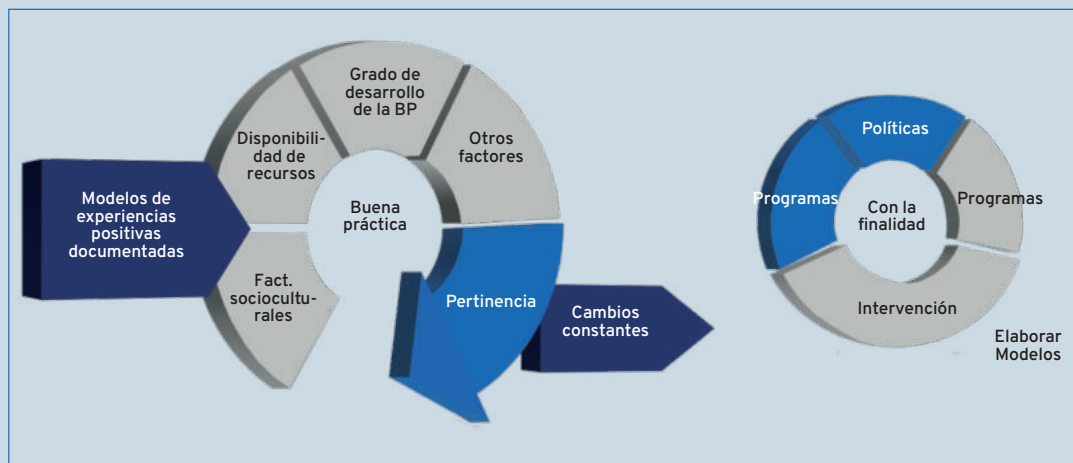 Modelos de
experiencias
positivas
documentadas
Fact.
sociocultu-
rales
Disponibili-
dad de
recursos
Grado de
desarrollo
de la BP
Otros
factores
Buena
práctica
Pertinencia
Cambios
constantes
Políticas
Programas
Programas
Con la
finalidad
Intervención
Elaborar
Modelos